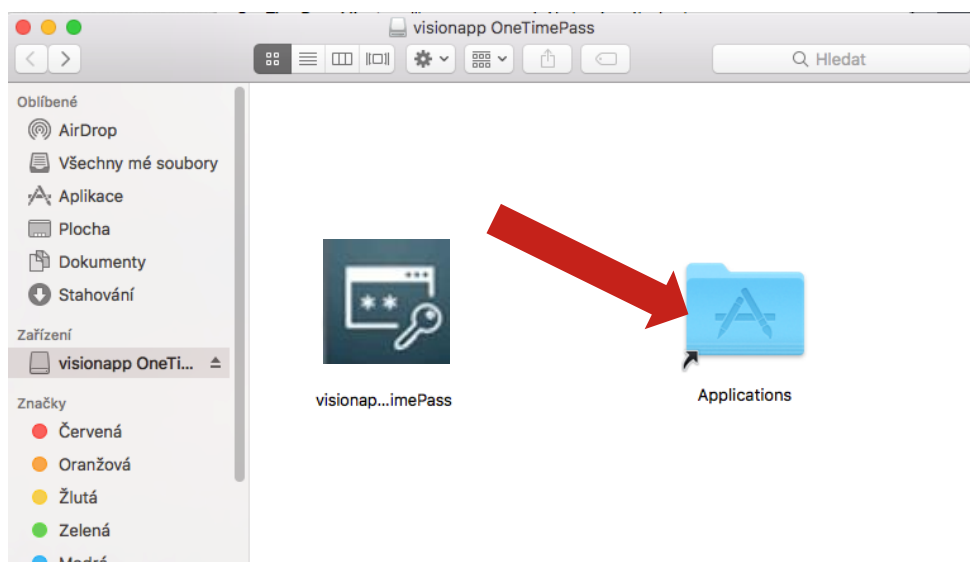 visionapp OneTimePass
Hledat
Oblíbené
AirDrop
Všechny mé soubory
Aplikace
Plocha
Dokumenty
Stahování
Zařízení
visionapp OneTi...
Značky
Červená
Oranžová
Žlutá
Zelená
Modrá
visionap...imePass
Applications